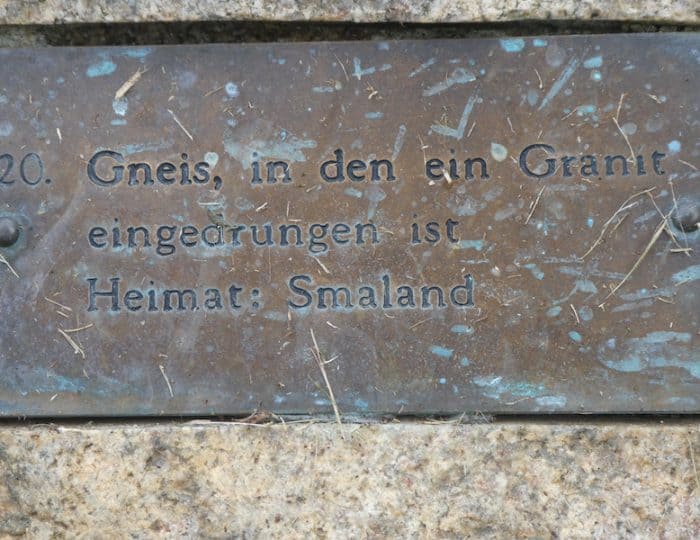 20. Gneis, in den ein Granit
eingedrungen ist
Heimat: Smaland